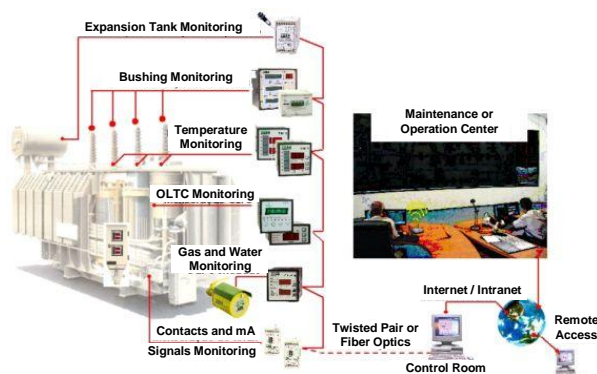 Expansion Tank Monitoring
Bushing Monitoring
Temperature
Monitoring
OLTC Monitoring
Gas and Water
Monitoring
Contacts and mA
Signals Monitoring
Maintenance or
Operation Center
Internet / Intranet
Remote
Access
Twisted Pair or
Fiber Optics
Control Room